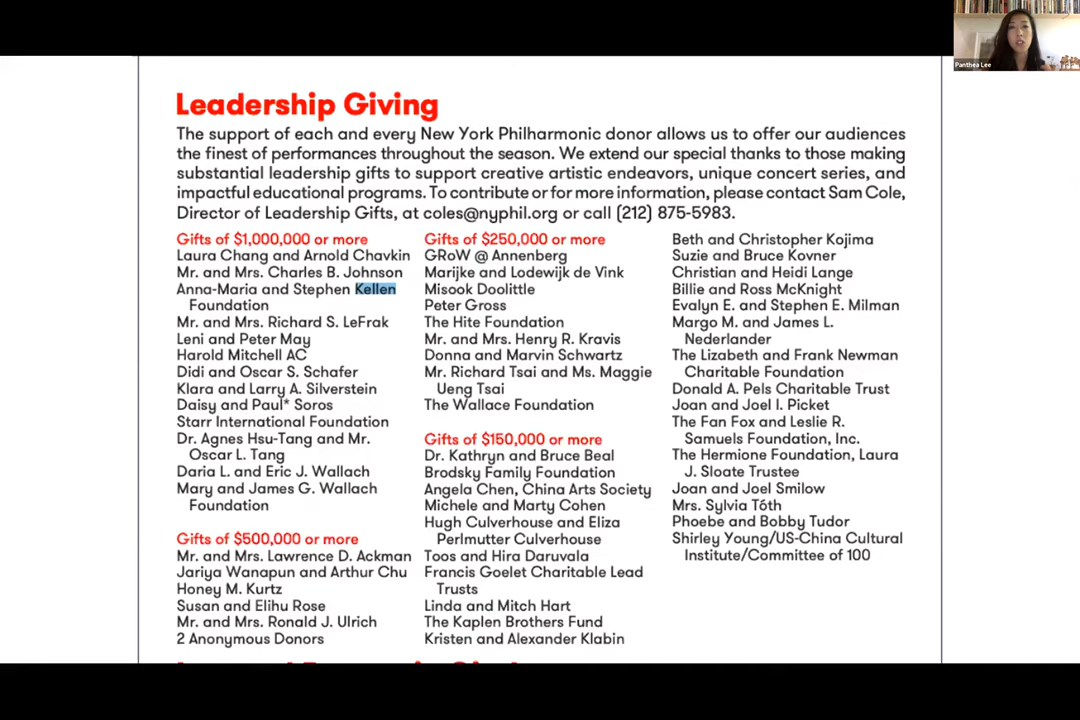 Panthea Lee
Leadership Giving
The support of each and every New York Philharmonic donor allows us to offer our audiences
the finest of performances throughout the season. We extend our special thanks to those making
substantial leadership gifts to support creative artistic endeavors, unique concert series, and
impactful educational programs. To contribute or for more information, please contact Sam Cole,
Director of Leadership Gifts, at coles@nyphil.org or call (212) 875-5983.
Gifts of $1,000,000 or more
Laura Chang and Arnold Chavkin
Mr. and Mrs. Charles B. Johnson
Anna-Maria and Stephen Kellen
Foundation
Mr. and Mrs. Richard S. LeFrak
Leni and Peter May
Harold Mitchell AC
Didi and Oscar S. Schafer
Klara and Larry A. Silverstein
Daisy and Paul* Soros
Starr International Foundation
Dr. Agnes Hsu-Tang and Mr.
Oscar L. Tang
Daria L. and Eric J. Wallach
Mary and James G. Wallach
Foundation
Gifts of $500,000 or more
Mr. and Mrs. Lawrence D. Ackman
Jariya Wanapun and Arthur Chu
Honey M. Kurtz
Susan and Elihu Rose
Mr. and Mrs. Ronald J. Ulrich
2 Anonymous Donors
Gifts of $250,000 or more
GRoW @ Annenberg
Marijke and Lodewijk de Vink
Misook Doolittle
Peter Gross
The Hite Foundation
Mr. and Mrs. Henry R. Kravis
Donna and Marvin Schwartz
Mr. Richard Tsai and Ms. Maggie
Ueng Tsai
The Wallace Foundation
Gifts of $150,000 or more
Dr. Kathryn and Bruce Beal
Brodsky Family Foundation
Angela Chen, China Arts Society
Michele and Marty Cohen
Hugh Culverhouse and Eliza
Perlmutter Culverhouse
Toos and Hira Daruvala
Francis Goelet Charitable Lead
Trusts
Linda and Mitch Hart
The Kaplen Brothers Fund
Kristen and Alexander Klabin
Beth and Christopher Kojima
Suzie and Bruce Kovner
Christian and Heidi Lange
Billie and Ross McKnight
Evalyn E. and Stephen E. Milman
Margo M. and James L.
Nederlander
The Lizabeth and Frank Newman
Charitable Foundation
Donald A. Pels Charitable Trust
Joan and Joel I. Picket
The Fan Fox and Leslie R.
Samuels Foundation, Inc.
The Hermione Foundation, Laura
J. Sloate Trustee
Joan and Joel Smilow
Mrs. Sylvia Tóth
Phoebe and Bobby Tudor
Shirley Young/US-China Cultural
Institute/Committee of 100